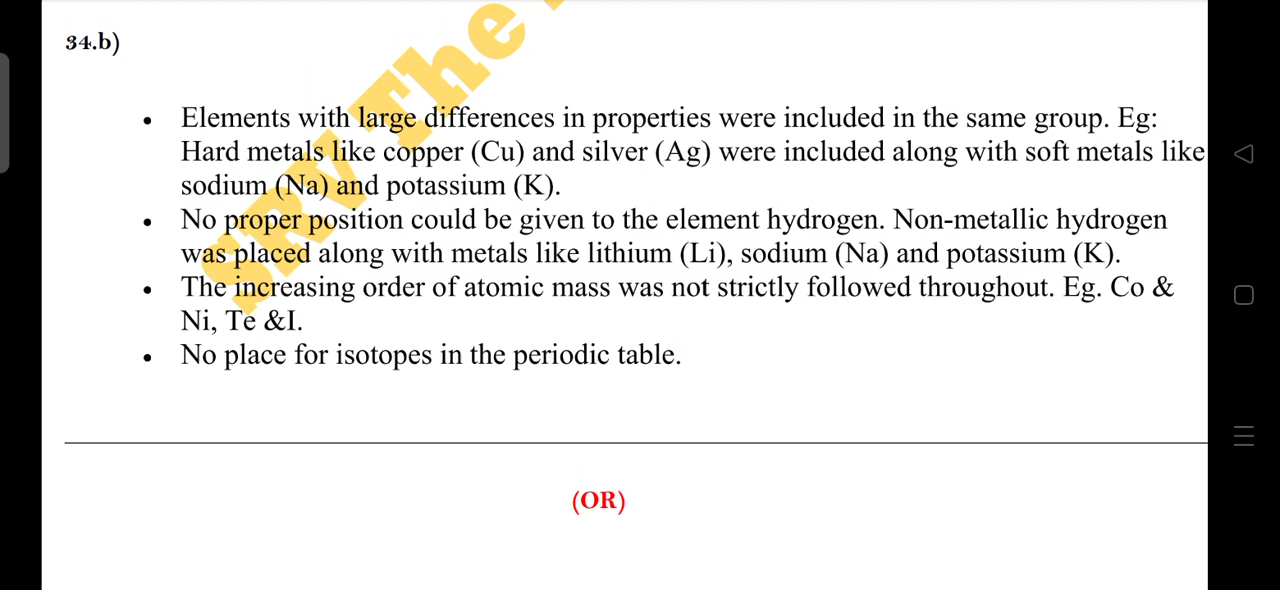 34.b)
SRV The
• Elements with large differences in properties were included in the same group. Eg:
Hard metals like copper (Cu) and silver (Ag) were included along with soft metals like
sodium (Na) and potassium (K).
• No proper position could be given to the element hydrogen. Non-metallic hydrogen
was placed along with metals like lithium (Li), sodium (Na) and potassium (K).
• The increasing order of atomic mass was not strictly followed throughout. Eg. Co &
Ni, Te &I.
• No place for isotopes in the periodic table.
(OR)